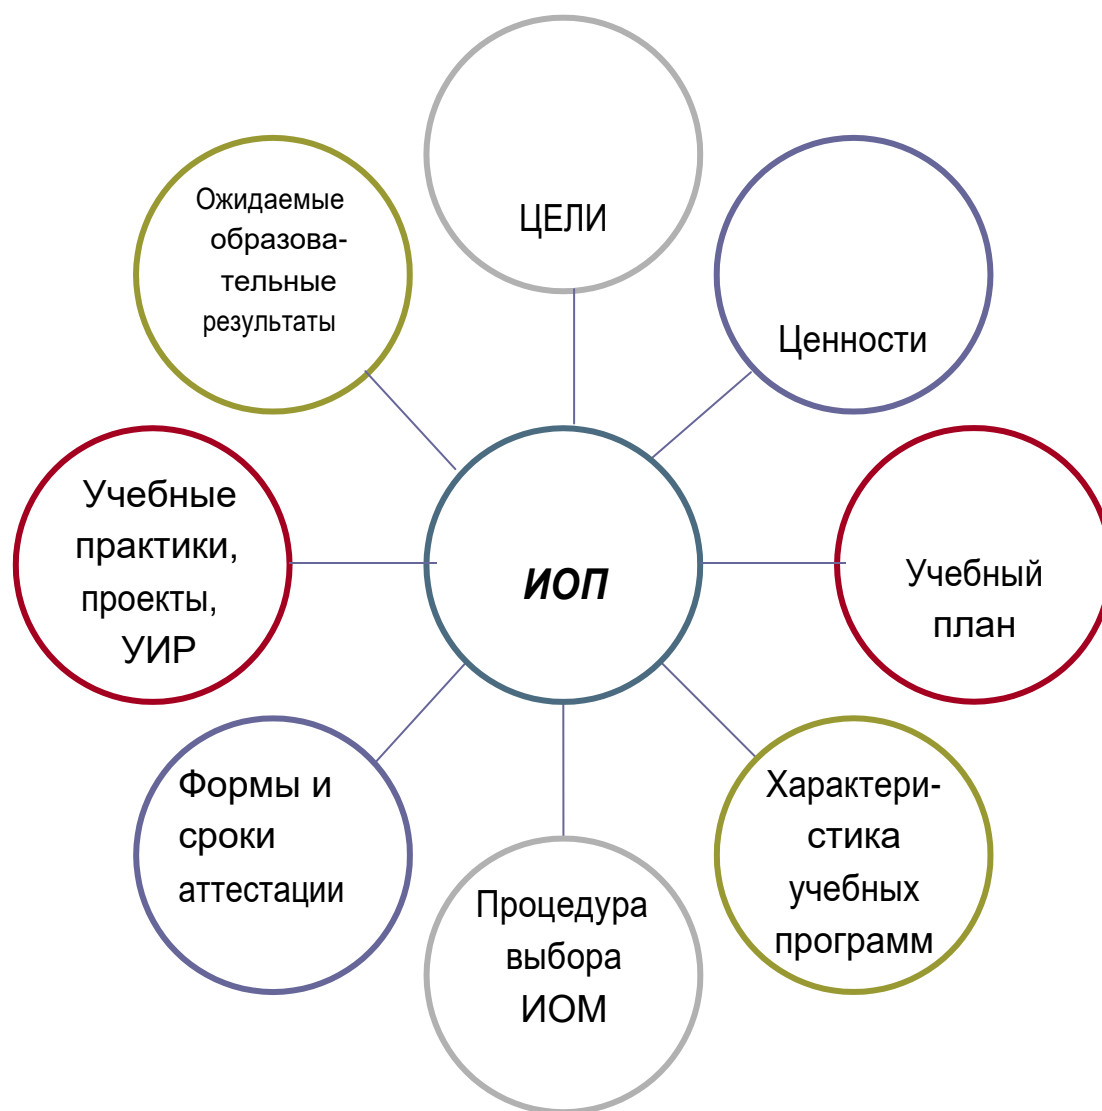 ЦЕЛИ
Ценности
Учебный
план
Характери-
стика
учебных
программ
Процедура
выбора
ИОМ
Формы и
сроки
аттестации
Учебные
практики,
проекты,
УИР
Ожидаемые
образова-
тельные
результаты
ИОП